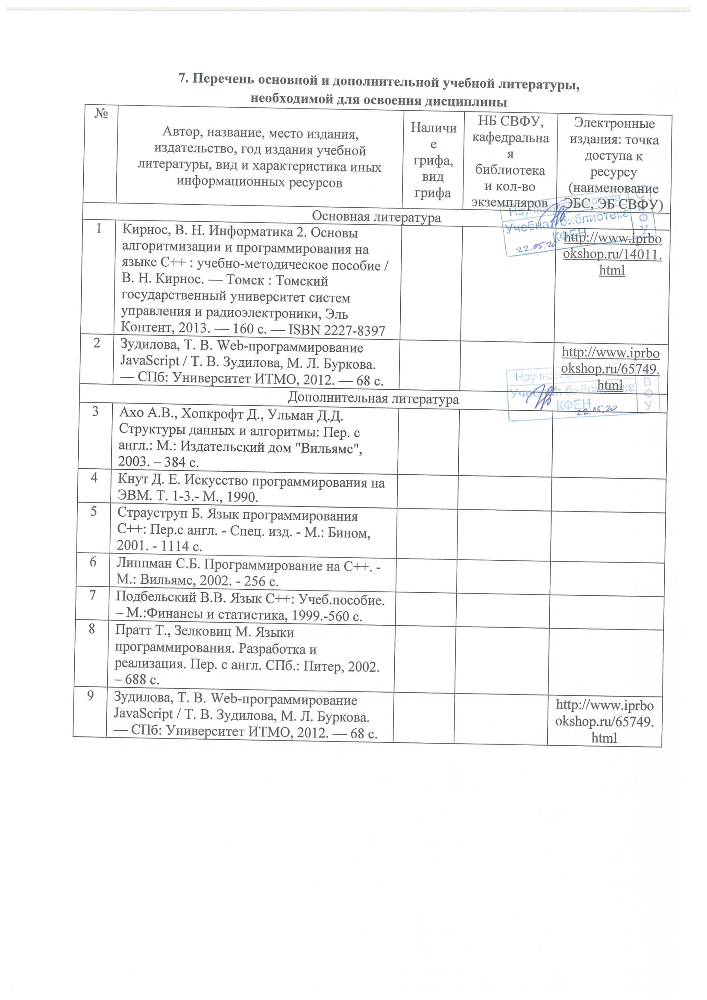 7. Перечень основной и дополнительной учебной литературы,
необходимой для освоения дисциплины
№
Автор, название, место издания,
издательство, год издания учебной
литературы, вид и характеристика иных
информационных ресурсов
Наличи
е
грифа,
вид
грифа
НБ СВФУ,
кафедральна
я
библиотека
и кол-во
экземпляров
Электронные
издания: точка
доступа к
ресурсу
(наименование
ЭБС, ЭБ СВФУ)
Основная литература
Научная библиотека
Учебная библиотека
КФЕН
СВФУ
22.05.20
1
Кирнос, В. Н. Информатика 2. Основы
алгоритмизации и программирования на
языке C++ : учебно-методическое пособие /
В. Н. Кирнос. — Томск : Томский
государственный университет систем
управления и радиоэлектроники, Эль
Контент, 2013. — 160 с. — ISBN 2227-8397
http://www.iprbo
okshop.ru/14011.
html
2
Зудилова, Т. В. Web-программирование
JavaScript / Т. В. Зудилова, М. Л. Буркова.
— СПб: Университет ИТМО, 2012. — 68 с.
http://www.iprbo
okshop.ru/65749.
html
Научная
Учебная библиотека
КФЕН
ВФУ
22.05.20
Дополнительная литература
3
Ахо А.В., Хопкрофт Д., Ульман Д.Д.
Структуры данных и алгоритмы: Пер. с
англ.: М.: Издательский дом "Вильямс",
2003. – 384 с.
4
Кнут Д. Е. Искусство программирования на
ЭВМ. Т. 1-3.- М., 1990.
5
Страуструп Б. Язык программирования
C++: Пер.с англ. - Спец. изд. - М.: Бином,
2001. - 1114 с.
6
Липпман С.Б. Программирование на C++. -
М.: Вильямс, 2002. - 256 с.
7
Подбельский В.В. Язык C++: Учеб.пособие.
– М.:Финансы и статистика, 1999.-560 с.
8
Пратт Т., Зелковиц М. Языки
программирования. Разработка и
реализация. Пер. с англ. СПб.: Питер, 2002.
– 688 с.
9
Зудилова, Т. В. Web-программирование
JavaScript / Т. В. Зудилова, М. Л. Буркова.
— СПб: Университет ИТМО, 2012. — 68 с.
http://www.iprbo
okshop.ru/65749.
html